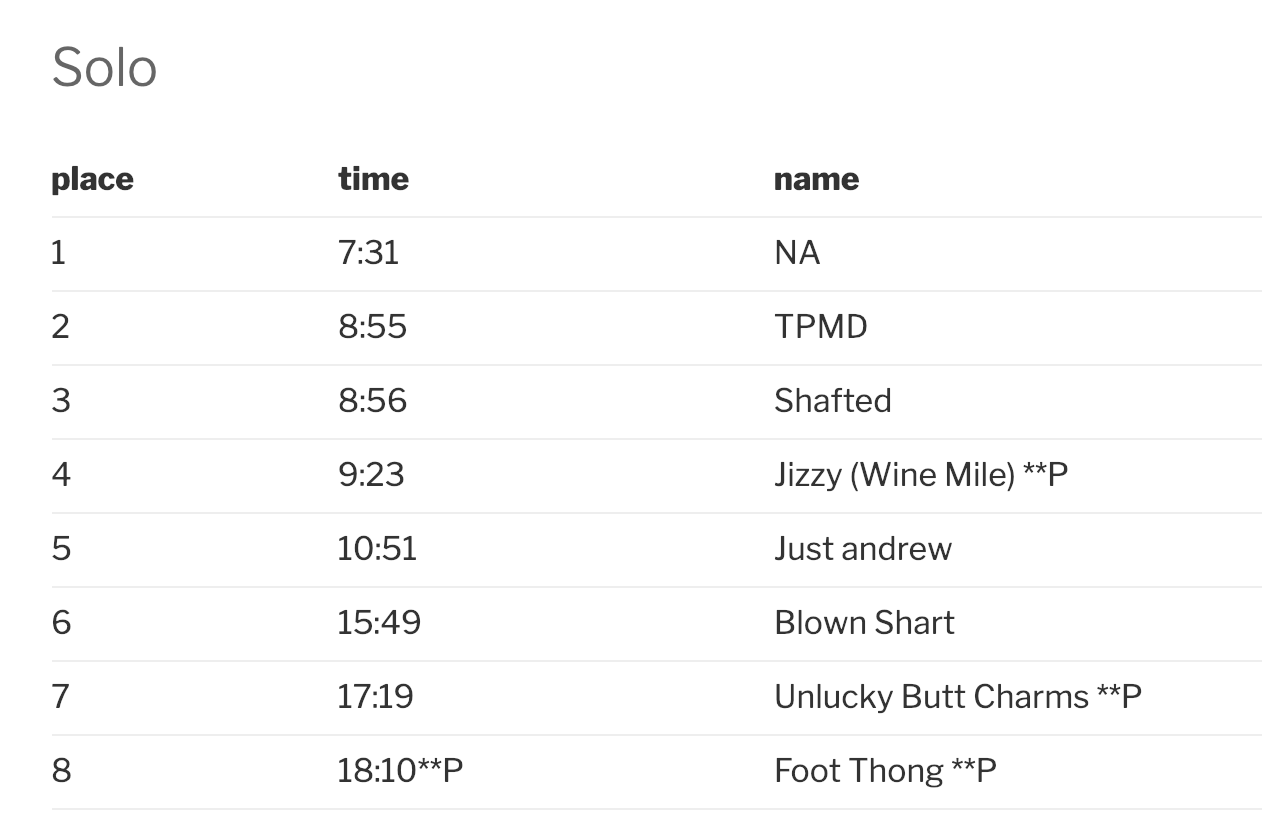 Solo
place time name
1 7:31 NA
2 8:55 TPMD
3 8:56 Shafted
4 9:23 Jizzy (Wine Mile) **P
5 10:51 Just andrew
6 15:49 Blown Shart
7 17:19 Unlucky Butt Charms **P
8 18:10**P Foot Thong **P